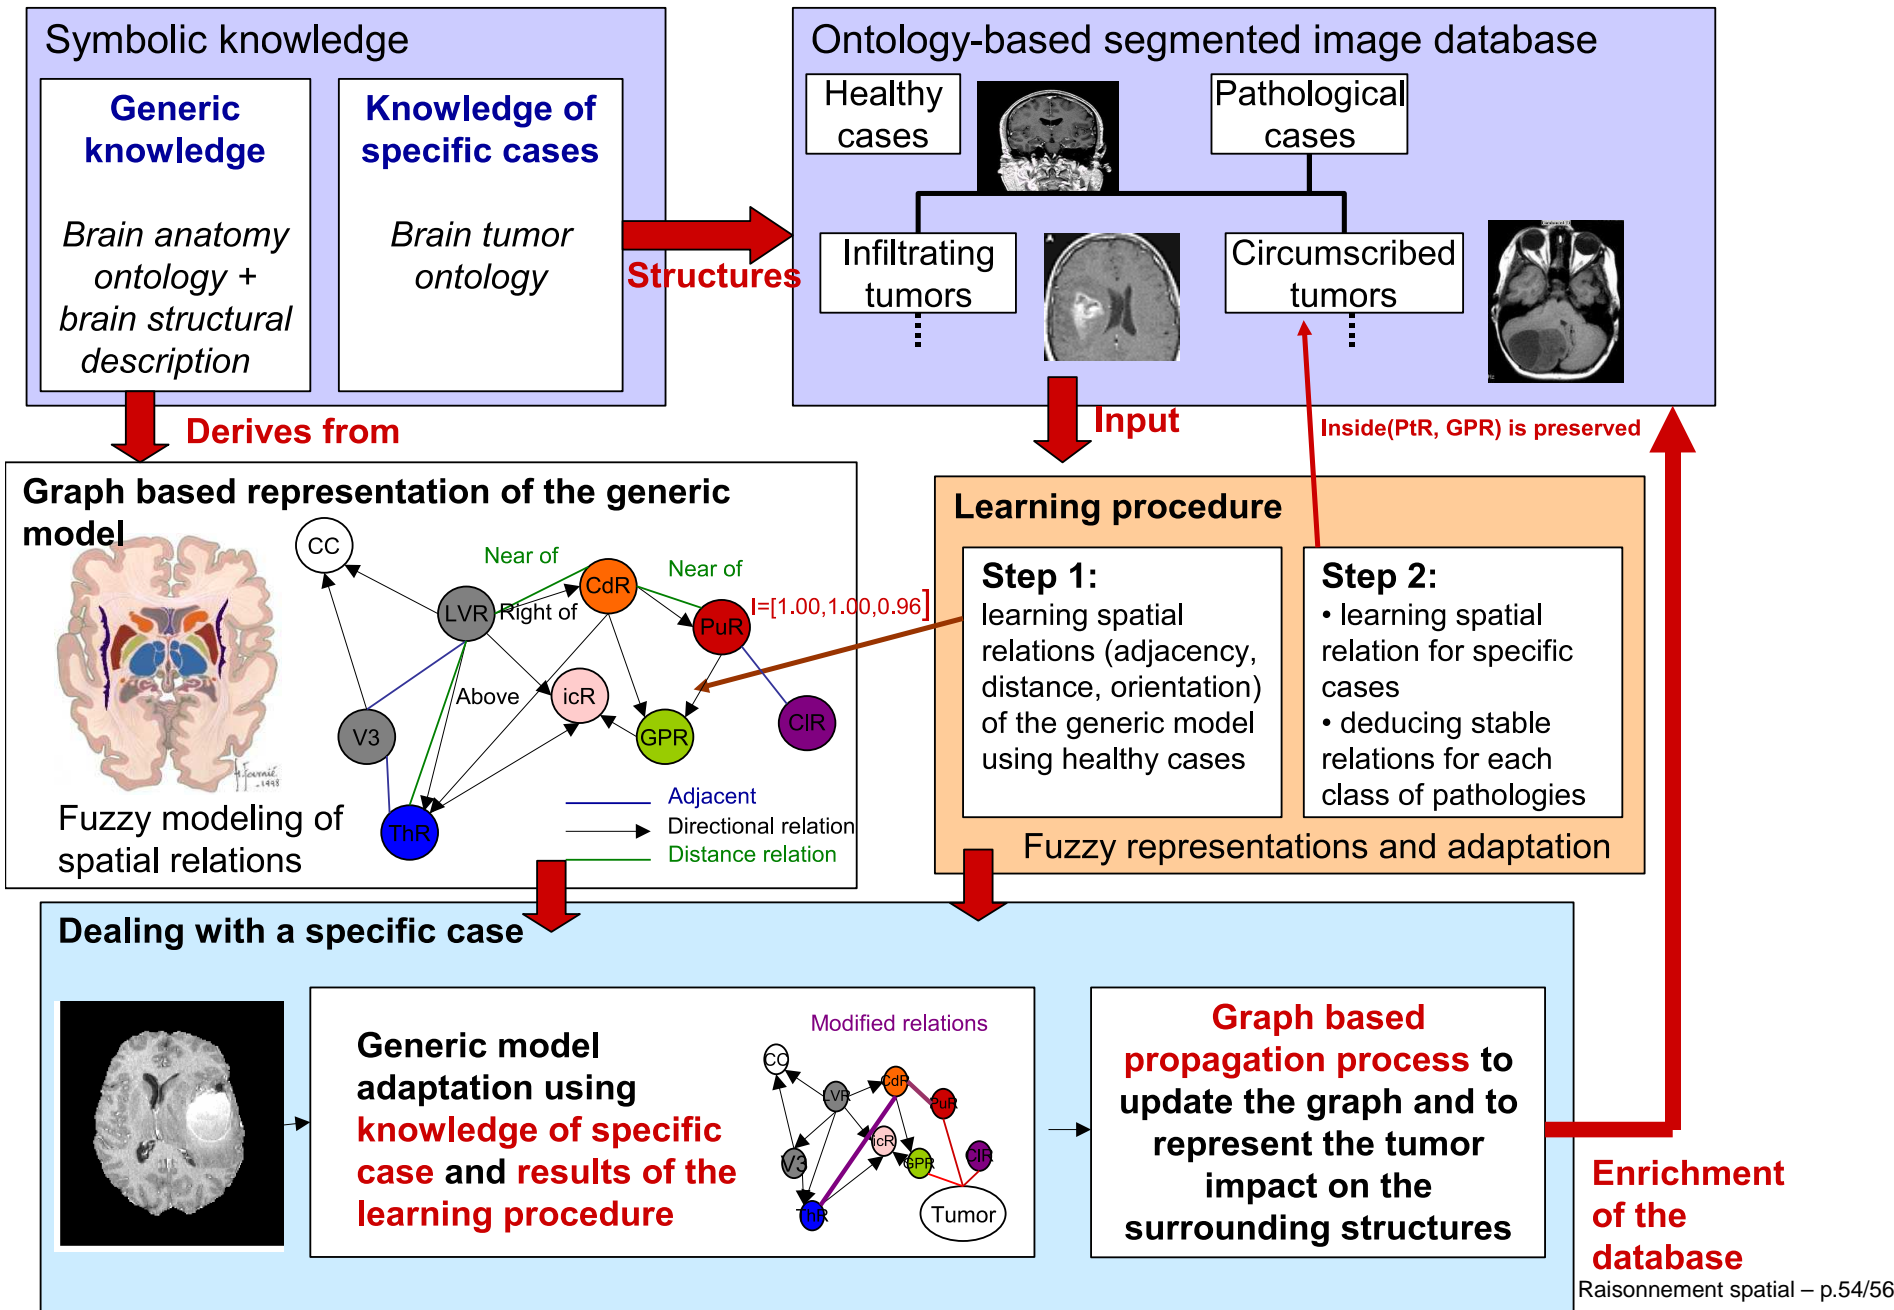 Symbolic knowledge
Generic
knowledge
Brain anatomy
ontology +
brain structural
description
Knowledge of
specific cases
Brain tumor
ontology
Structures
Ontology-based segmented image database
Healthy
cases
Pathological
cases
Infiltrating
tumors
Circumscribed
tumors
Derives from
Input
Inside(PtR, GPR) is preserved
Graph based representation of the generic
model
CC
Near of
CdR
Near of
LVR
Right of
PuR
I=[1.00,1.00,0.96]
Above
icR
V3
GPR
ClR
ThR
Adjacent
Directional relation
Distance relation
Fuzzy modeling of
spatial relations
Learning procedure
Step 1:
learning spatial
relations (adjacency,
distance, orientation)
of the generic model
using healthy cases
Step 2:
• learning spatial
relation for specific
cases
• deducing stable
relations for each
class of pathologies
Fuzzy representations and adaptation
Dealing with a specific case
Generic model
adaptation using
knowledge of specific
case and results of the
learning procedure
Modified relations
CC
LVR
CdR
PuR
icR
V3
GPR
ClR
ThR
Tumor
Graph based
propagation process to
update the graph and to
represent the tumor
impact on the
surrounding structures
Enrichment
of the
database
Raisonnement spatial – p.54/56